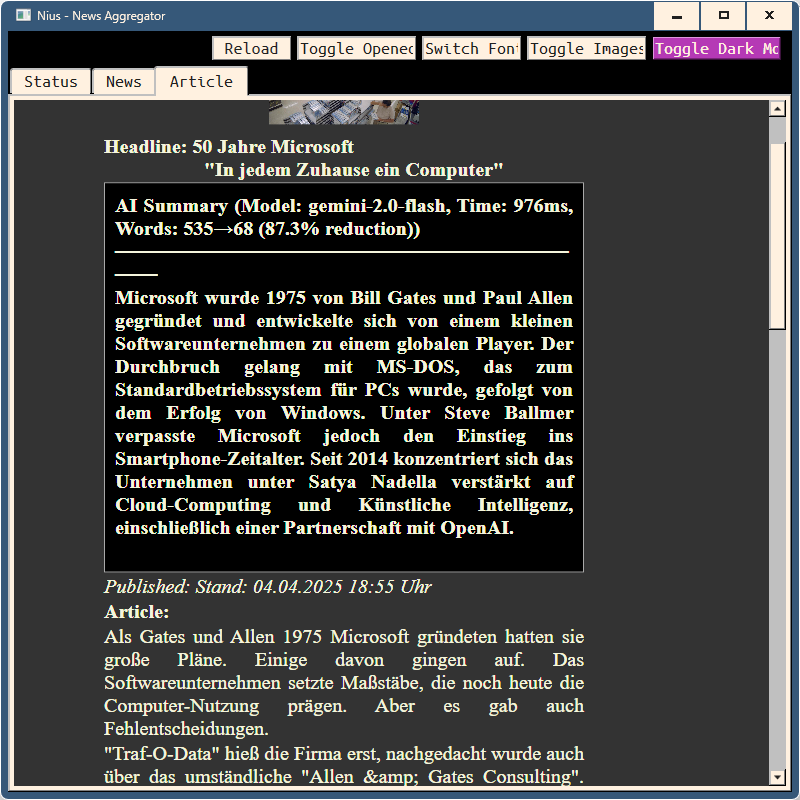 Nius - News Aggregator
Reload Toggle Opened Switch Fon Toggle Images Toggle Dark Mo
Status News Article
Headline: 50 Jahre Microsoft
"In jedem Zuhause ein Computer"
AI Summary (Model: gemini-2.0-flash, Time: 976ms,
Words: 535→68 (87.3% reduction))
Microsoft wurde 1975 von Bill Gates und Paul Allen
gegründet und entwickelte sich von einem kleinen
Softwareunternehmen zu einem globalen Player. Der
Durchbruch gelang mit MS-DOS, das zum
Standardbetriebssystem für PCs wurde, gefolgt von
dem Erfolg von Windows. Unter Steve Ballmer
verpasste Microsoft jedoch den Einstieg ins
Smartphone-Zeitalter. Seit 2014 konzentriert sich das
Unternehmen unter Satya Nadella verstärkt auf
Cloud-Computing und Künstliche Intelligenz,
einschließlich einer Partnerschaft mit OpenAI.
Published: Stand: 04.04.2025 18:55 Uhr
Article:
Als Gates und Allen 1975 Microsoft gründeten hatten sie
große Pläne. Einige davon gingen auf. Das
Softwareunternehmen setzte Maßstäbe, die noch heute die
Computer-Nutzung prägen. Aber es gab auch
Fehlentscheidungen.
"Traf-O-Data" hieß die Firma erst, nachgedacht wurde auch
über das umständliche "Allen &amp; Gates Consulting".